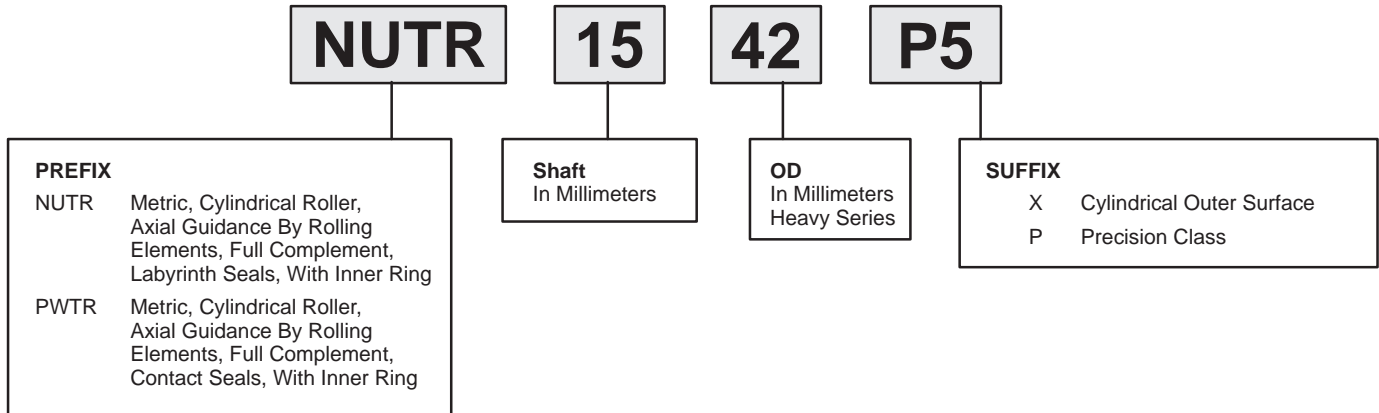 NUTR 15 42 P5
PREFIX
NUTR Metric, Cylindrical Roller,
Axial Guidance By Rolling
Elements, Full Complement,
Labyrinth Seals, With Inner Ring
PWTR Metric, Cylindrical Roller,
Axial Guidance By Rolling
Elements, Full Complement,
Contact Seals, With Inner Ring
Shaft
In Millimeters
OD
In Millimeters
Heavy Series
SUFFIX
X Cylindrical Outer Surface
P Precision Class